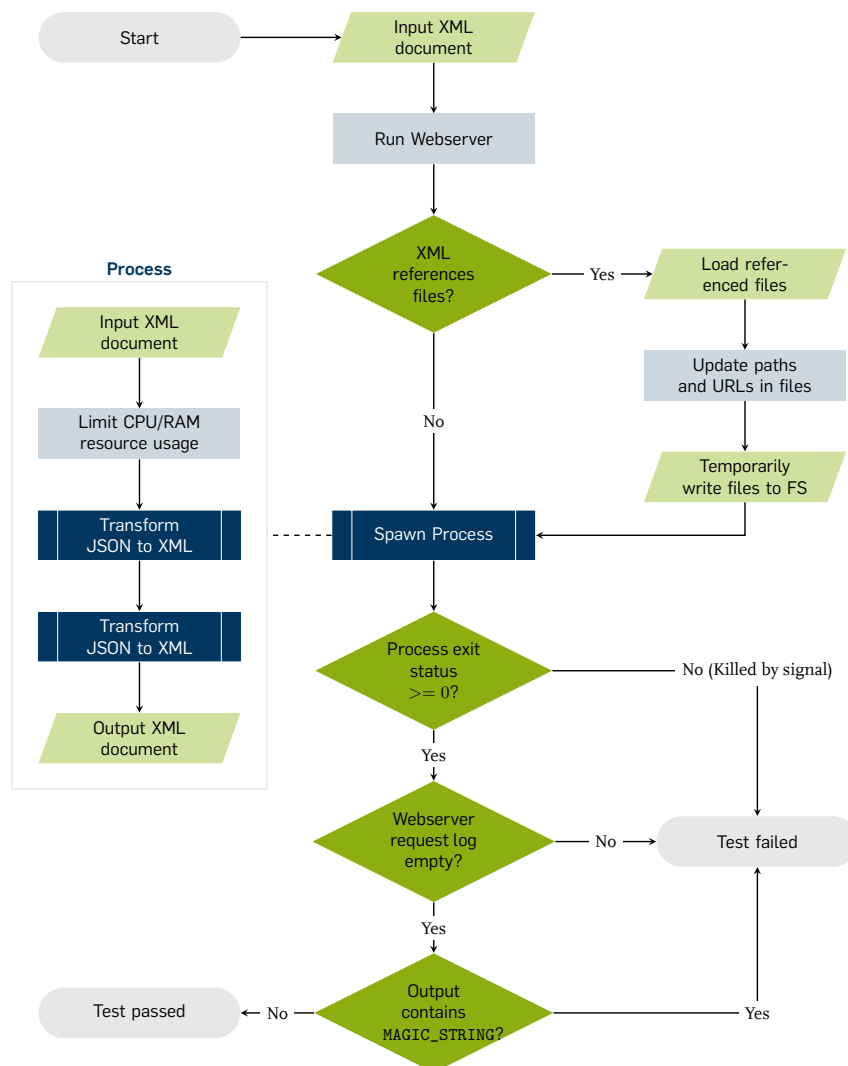 Start
Input XML
document
Run Webserver
XML
references
files?
Yes
Load refer-
enced files
Update paths
and URLs in files
Temporarily
write files to FS
No
Process
Input XML
document
Limit CPU/RAM
resource usage
Transform
JSON to XML
Transform
JSON to XML
Output XML
document
Spawn Process
Process exit
status
>= 0?
No (Killed by signal)
Yes
Webserver
request log
empty?
No
Test failed
Yes
Output
contains
MAGIC_STRING?
Yes
No
Test passed